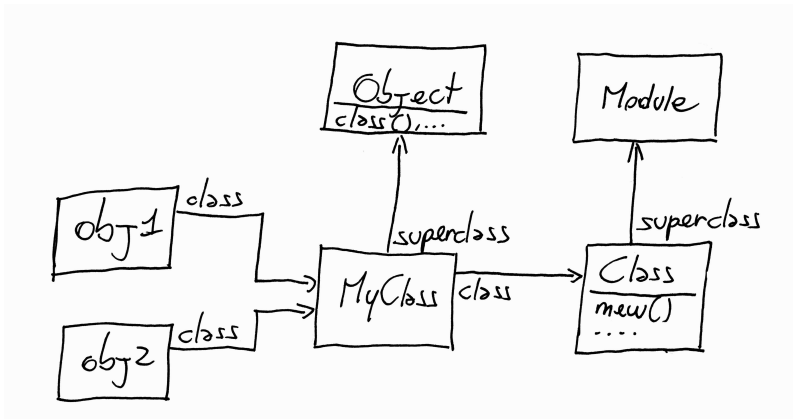 Object
class(),...
Module
class
obj1
superclass
superclass
MyClass
class
Class
new()
....
class
obj2